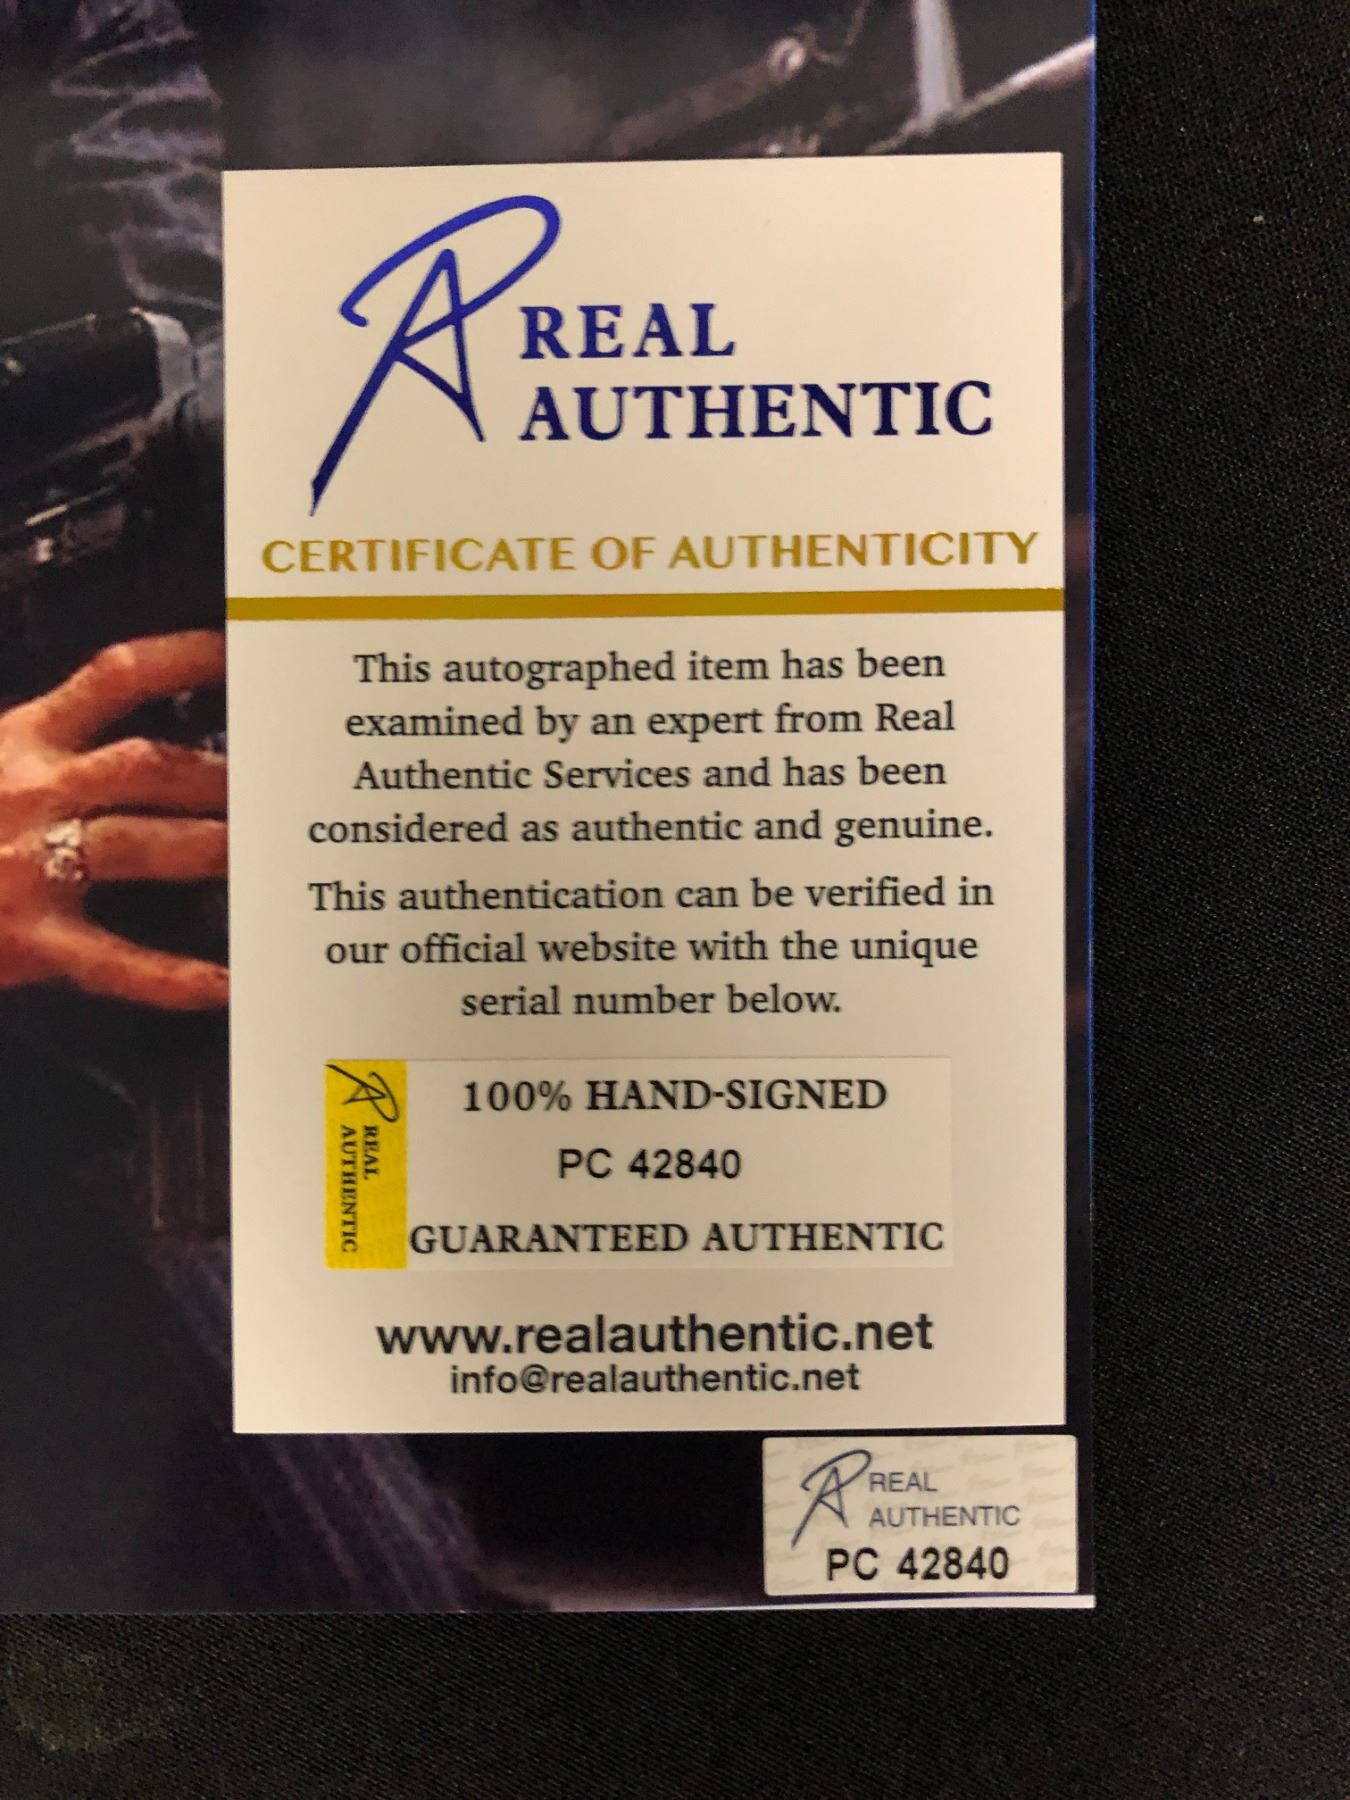 REAL
AUTHENTIC
CERTIFICATE OF AUTHENTICITY
This autographed item has been
examined by an expert from Real
Authentic Services and has been
considered as authentic and genuine.
This authentication can be verified in
our official website with the unique
serial number below.
REAL
AUTHENTIC
100% HAND-SIGNED
PC 42840
GUARANTEED AUTHENTIC
www.realauthentic.net
info@realauthentic.net
REAL
AUTHENTIC
PC 42840